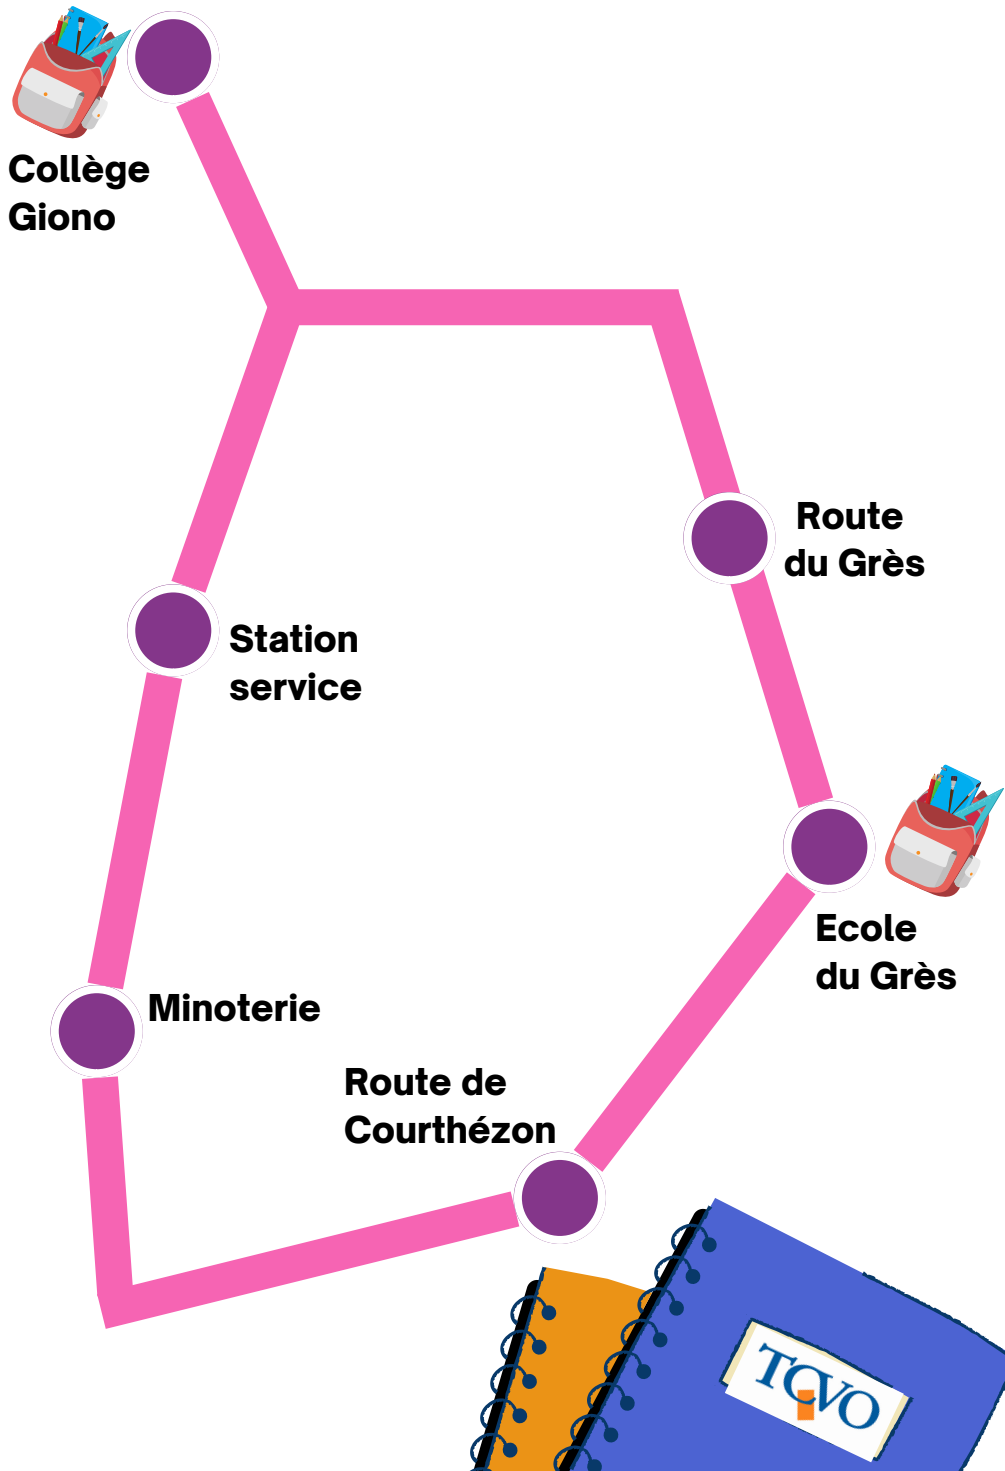 Collège
Giono
Route
du Grès
Station
service
Ecole
du Grès
Minoterie
Route de
Courthézon
TCVO